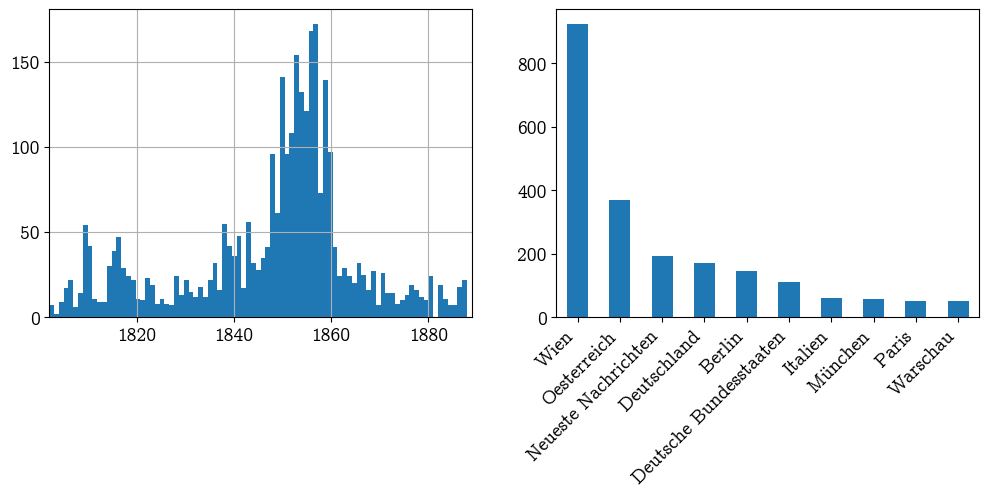 150
100
50
0
1820 1840 1860 1880
800
600
400
200
0
Wien
Oesterreich
Neueste Nachrichten
Deutschland
Berlin
Deutsche Bundesstaaten
Italien
München
Paris
Warschau